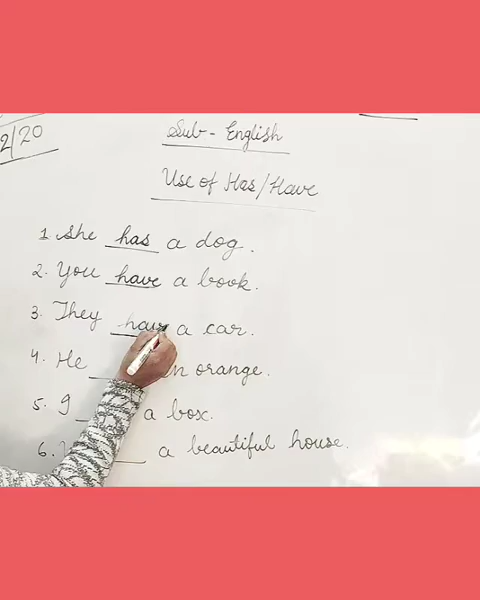 2/20
Sub - English
Use of Has/Have
1. She has a dog.
2. You have a book.
3. They hav a car.
4. He n orange.
5. I a box.
6. a beautiful house.